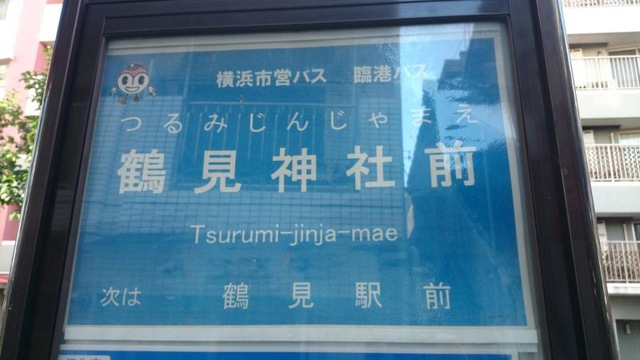 横浜市営バス 臨港バス
つるみじんじゃまえ
鶴見神社前
Tsurumi-jinja-mae
次は 鶴見駅前